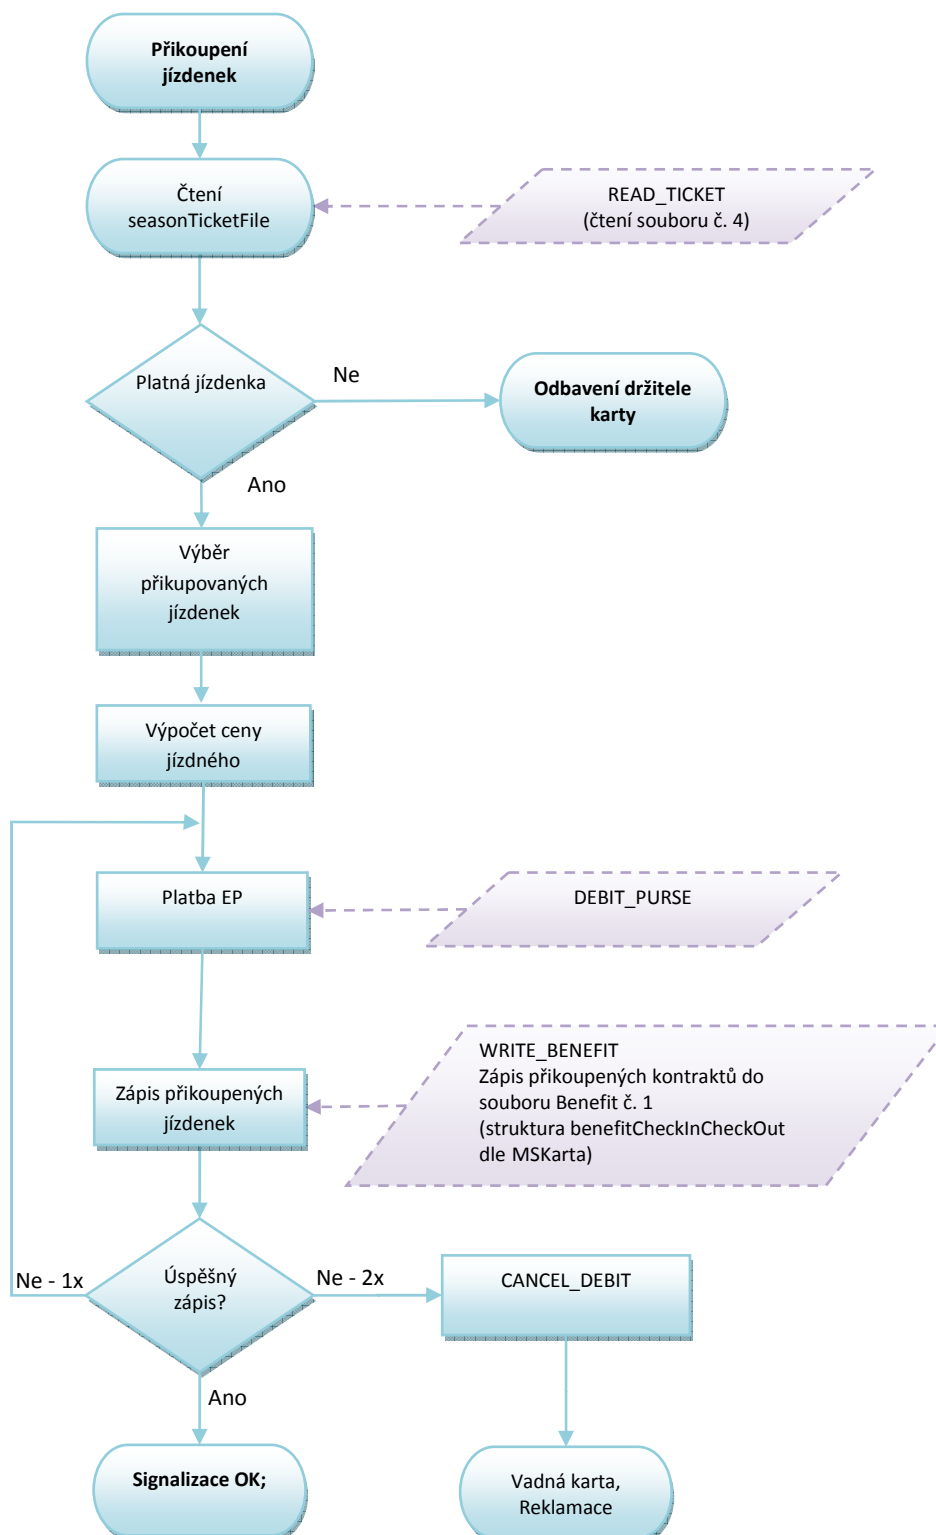 Přikoupení
jízdenek
Čtení
seasonTicketFile
READ_TICKET
(čtení souboru č. 4)
Platná jízdenka
Ne
Odbavení držitele
karty
Ano
Výběr
přikupovaných
jízdenek
Výpočet ceny
jízdného
Platba EP
DEBIT_PURSE
WRITE_BENEFIT
Zápis přikoupených kontraktů do
souboru Benefit č. 1
(struktura benefitCheckInCheckOut
dle MSKarta)
Zápis přikoupených
jízdenek
Ne - 1x
Úspěšný
zápis?
Ne - 2x
CANCEL_DEBIT
Ano
Signalizace OK;
Vadná karta,
Reklamace